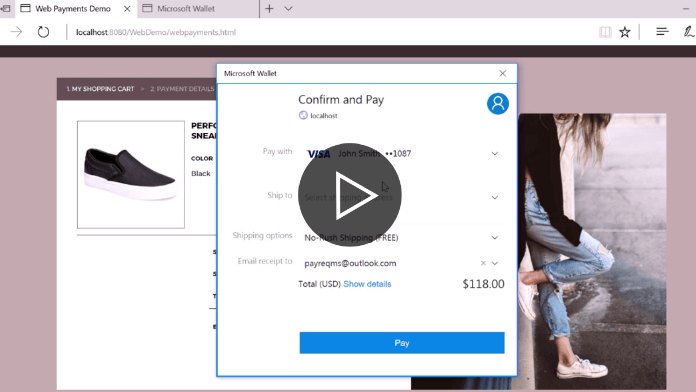 Web Payments Demo
Microsoft Wallet
localhost:8080/WebDemo/webpayments.html
1. MY SHOPPING CART > 2. PAYMENT DETAILS
Microsoft Wallet
Confirm and Pay
localhost
PERFO
SNEA
COLOR
Black
Pay with VISA John Smith ••1087
Ship to Select shipping
Shipping options No-Rush Shipping (FREE)
Email receipt to payreqms@outlook.com
Total (USD) Show details $118.00
Pay